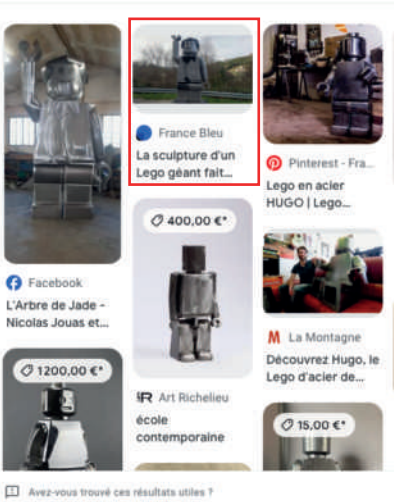 Facebook
L'Arbre de Jade -
Nicolas Jouas et...
1200,00 €*
France Bleu
La sculpture d'un
Lego géant fait...
400,00 €*
Art Richelieu
école
contemporaine
Pinterest - Fra...
Lego en acier
HUGO | Lego...
La Montagne
Découvrez Hugo, le
Lego d'acier de...
15,00 €*
Avez-vous trouvé ces résultats utiles ?